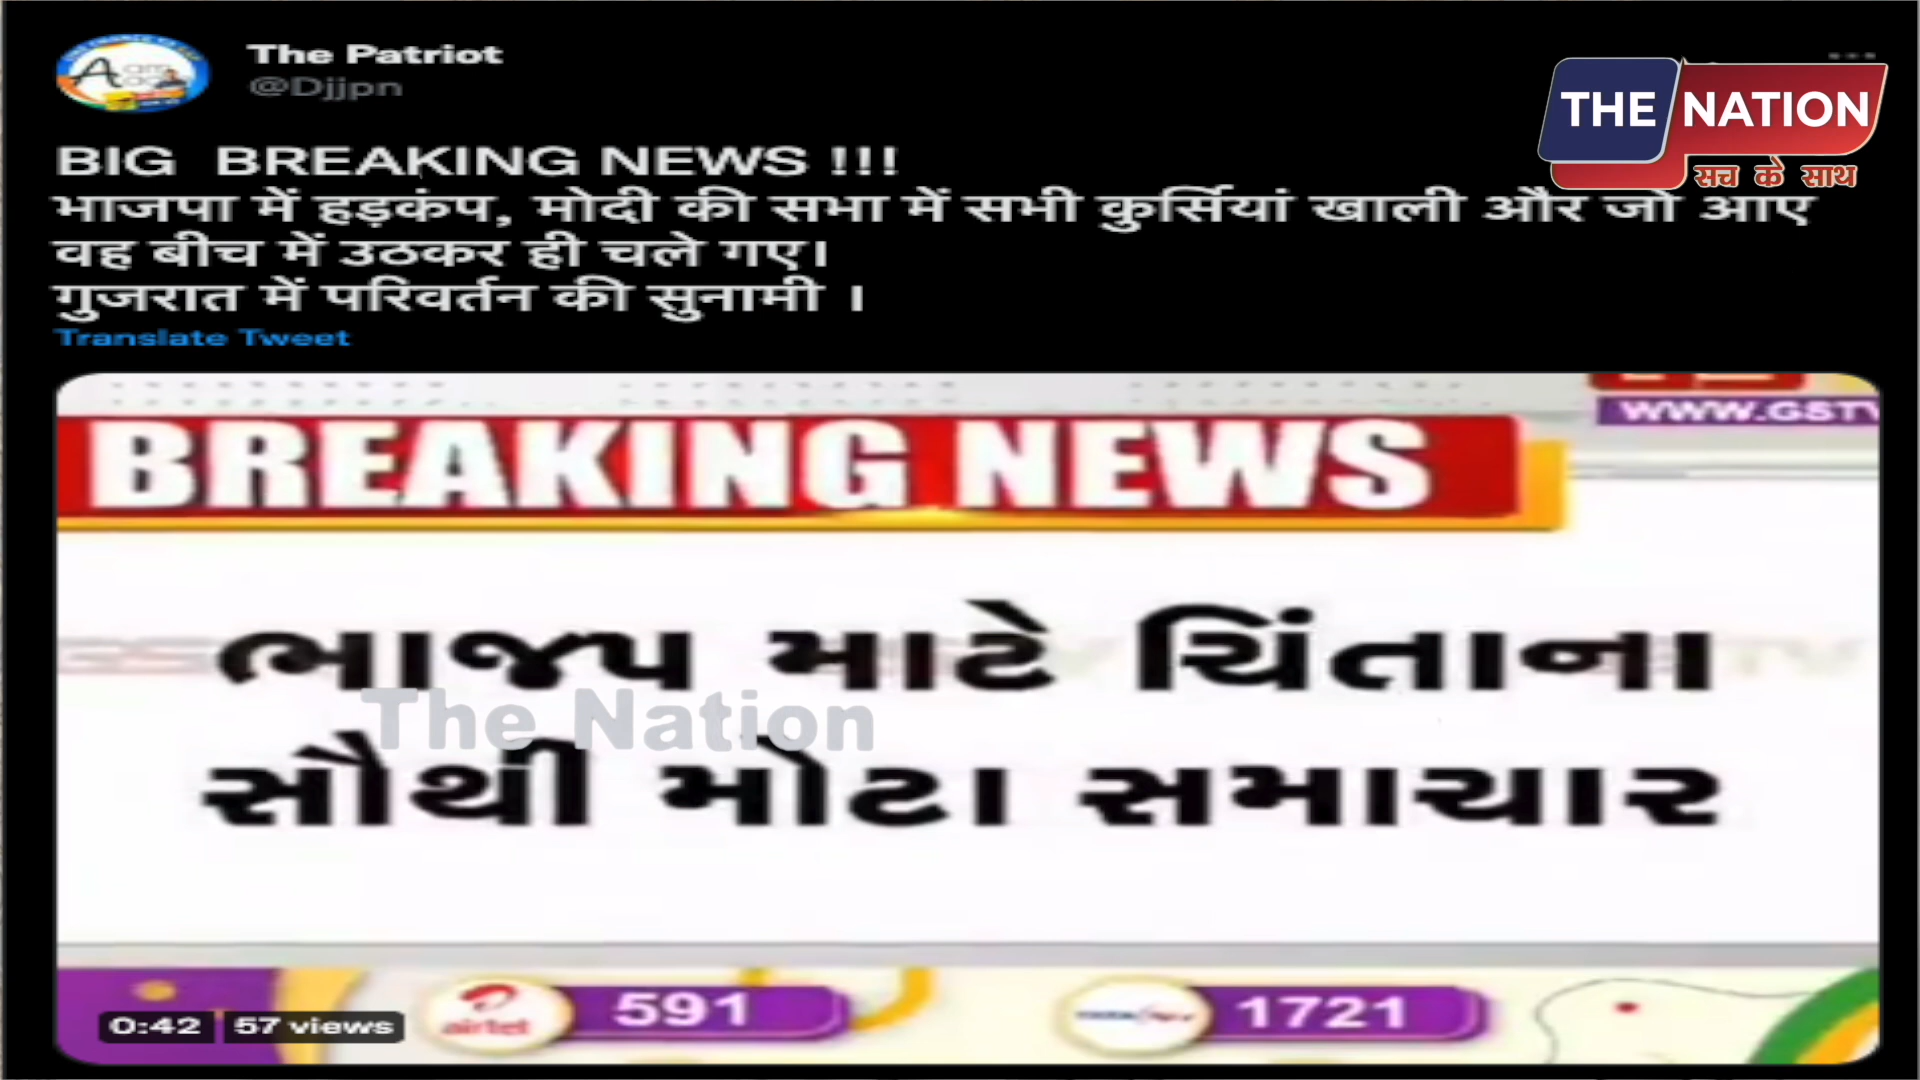 The Patriot
@Djjpn
THE NATION
सच के साथ
BIG BREAKING NEWS !!!
भाजपा में हड़कंप, मोदी की सभा में सभी कुर्सियां खाली और जो आए
वह बीच में उठकर ही चले गए।
गुजरात में परिवर्तन की सुनामी ।
Translate Tweet
WWW.GSTV
BREAKING NEWS
ભાજપ માટે ચિંતાના
The Nation
સૌથી મોટા સમાચાર
0:42 57 views
airtel 591
1721